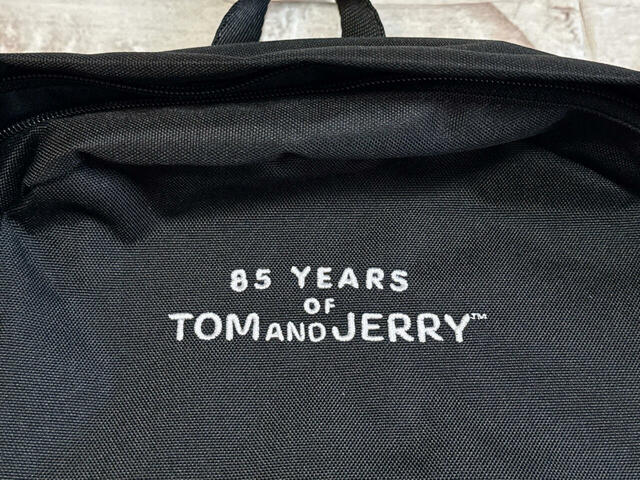 85 YEARS
OF
TOM AND JERRY™